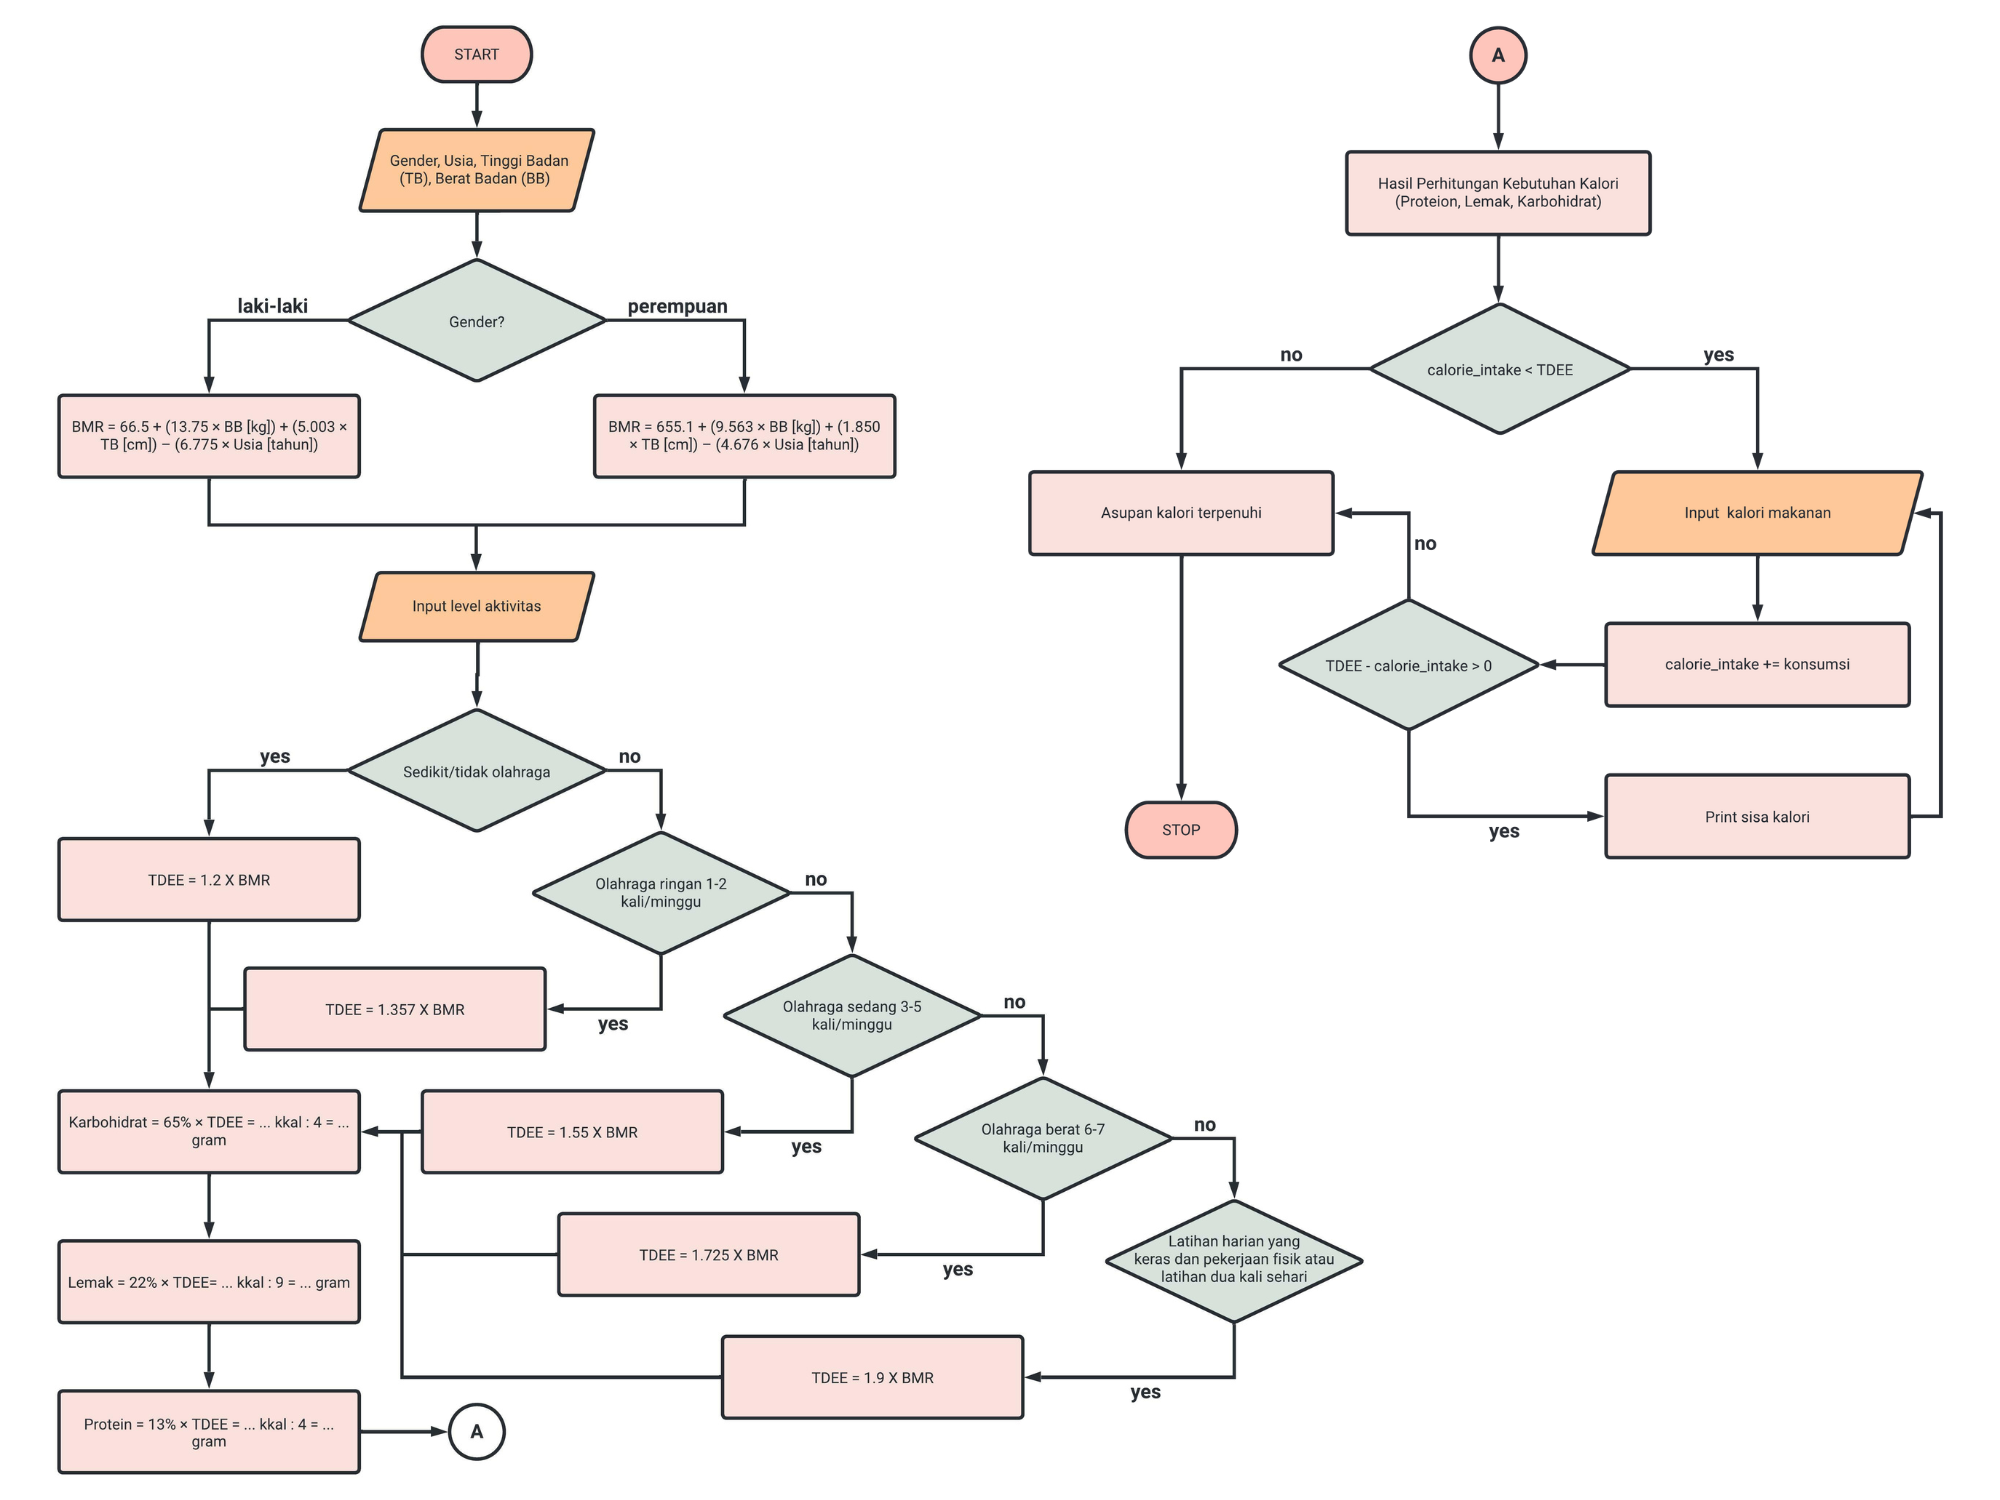 START
Gender, Usia, Tinggi Badan
(TB), Berat Badan (BB)
Gender?
laki-laki
perempuan
BMR = 66.5 + (13.75 × BB [kg]) + (5.003 ×
TB [cm]) – (6.775 × Usia [tahun])
BMR = 655.1 + (9.563 × BB [kg]) + (1.850
× TB [cm]) – (4.676 × Usia [tahun])
Input level aktivitas
Sedikit/tidak olahraga
yes
no
TDEE = 1.2 X BMR
Olahraga ringan 1-2
kali/minggu
no
yes
TDEE = 1.357 X BMR
Olahraga sedang 3-5
kali/minggu
no
yes
TDEE = 1.55 X BMR
Olahraga berat 6-7
kali/minggu
no
yes
TDEE = 1.725 X BMR
Latihan harian yang
keras dan pekerjaan fisik atau
latihan dua kali sehari
yes
TDEE = 1.9 X BMR
Karbohidrat = 65% × TDEE = ... kkal : 4 = ...
gram
Lemak = 22% × TDEE= ... kkal : 9 = ... gram
Protein = 13% × TDEE = ... kkal : 4 = ...
gram
A
A
Hasil Perhitungan Kebutuhan Kalori
(Proteion, Lemak, Karbohidrat)
calorie_intake < TDEE
no
yes
Asupan kalori terpenuhi
Input  kalori makanan
no
TDEE - calorie_intake > 0
calorie_intake += konsumsi
yes
Print sisa kalori
STOP